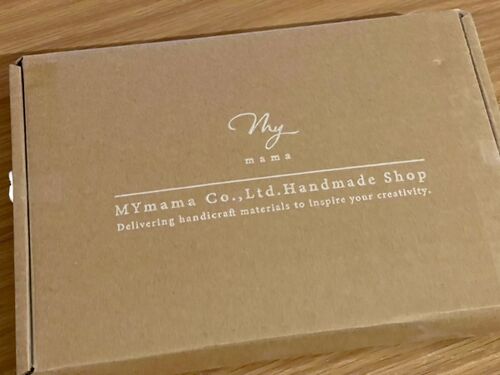 My
mama
MYmama Co.,Ltd.Handmade Shop
Delivering handicraft materials to inspire your creativity.